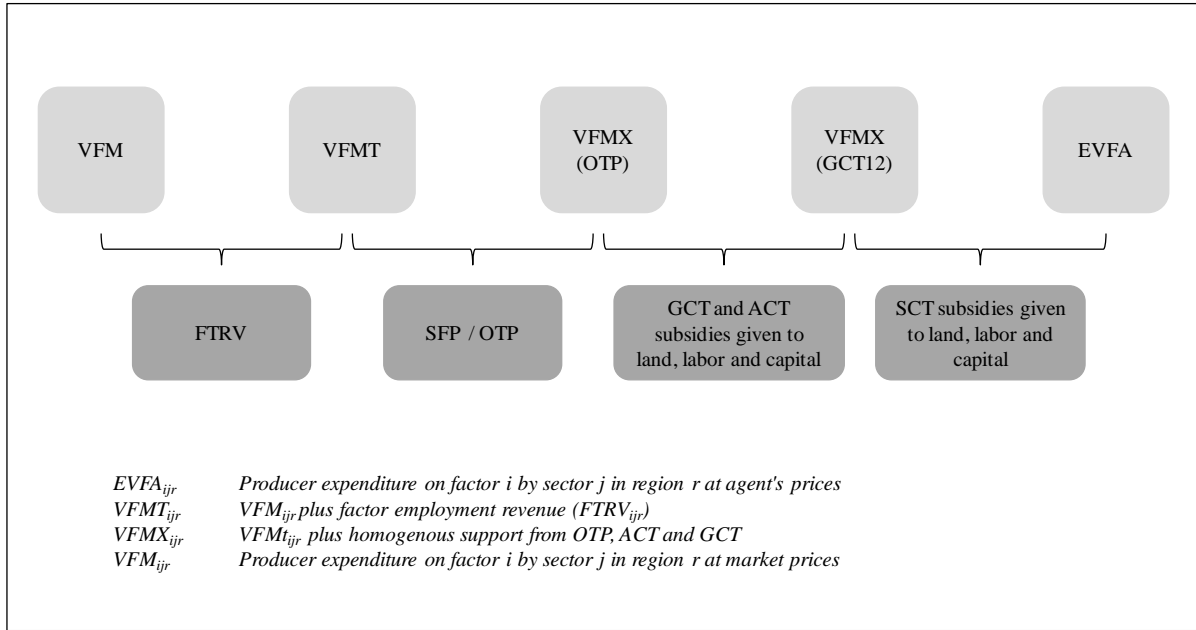 VFM
VFMT
VFMX
(OTP)
VFMX
(GCT12)
EVFA
FTRV
SFP / OTP
GCT and ACT
subsidies given to
land, labor and capital
SCT subsidies given
to land, labor and
capital
EVFAijr Producer expenditure on factor i by sector j in region r at agent's prices
VFMTijr VFMijr plus factor employment revenue (FTRVijr)
VFMXijr VFMtijr plus homogenous support from OTP, ACT and GCT
VFMijr Producer expenditure on factor i by sector j in region r at market prices